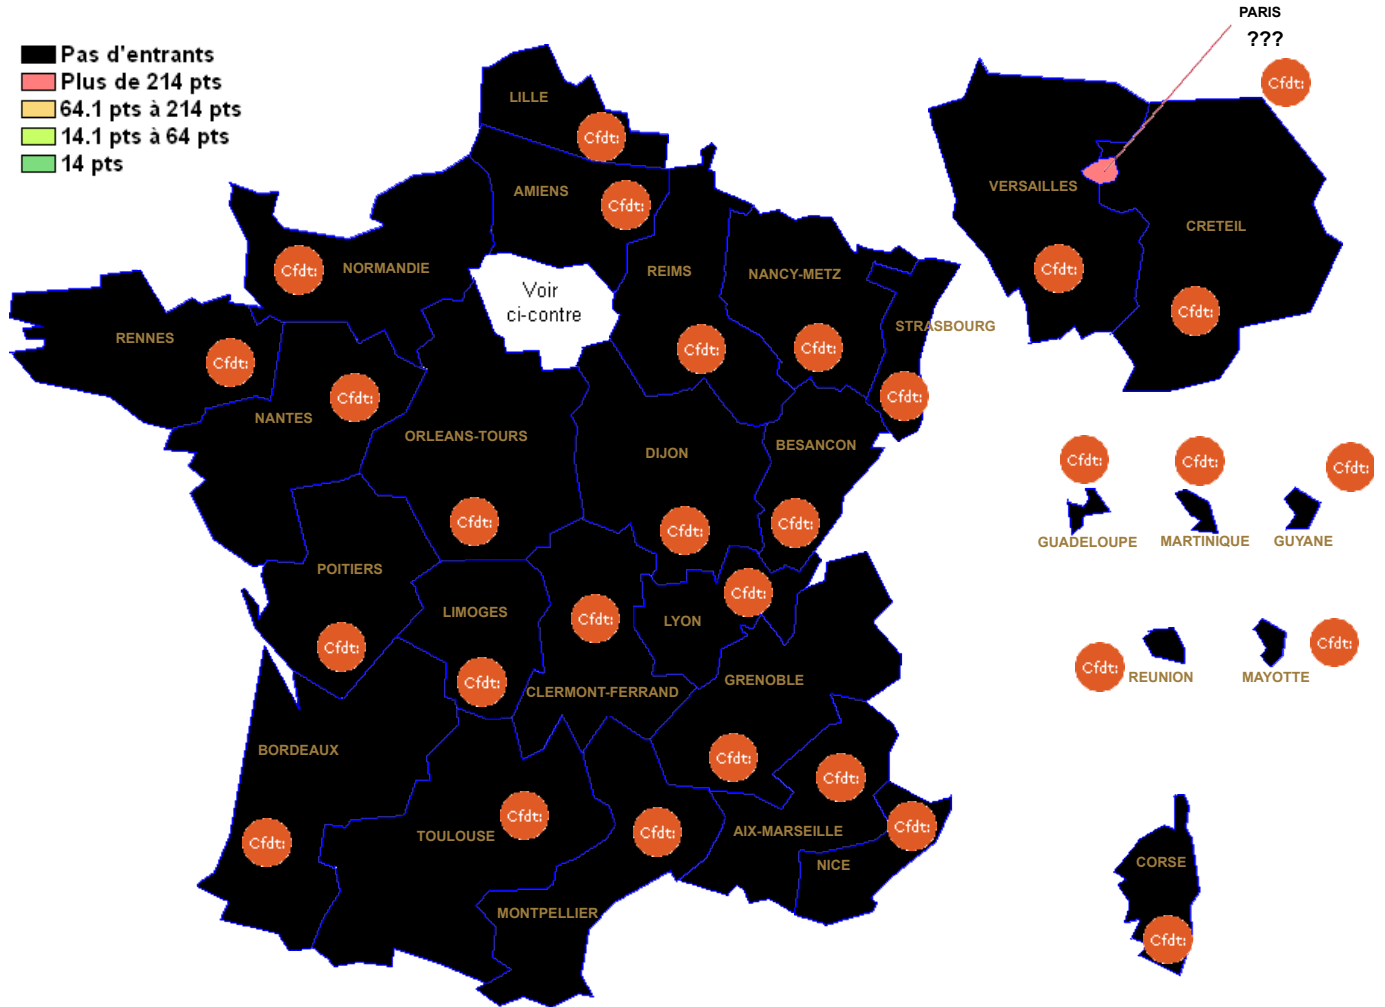 PARIS
???
Cfdt:
Pas d'entrants
Plus de 214 pts
64.1 pts à 214 pts
14.1 pts à 64 pts
14 pts
LILLE
Cfdt:
AMIENS
Cfdt:
VERSAILLES
CRETEIL
Cfdt:
NORMANDIE
REIMS
NANCY-METZ
Cfdt:
Voir
ci-contre
Cfdt:
STRASBOURG
RENNES
Cfdt:
Cfdt:
Cfdt:
Cfdt:
Cfdt:
NANTES
ORLEANS-TOURS
DIJON
BESANCON
Cfdt:
Cfdt:
Cfdt:
Cfdt:
Cfdt:
Cfdt:
Cfdt:
GUADELOUPE
MARTINIQUE
GUYANE
POITIERS
LIMOGES
Cfdt:
LYON
Cfdt:
Cfdt:
Cfdt:
CLERMONT-FERRAND
GRENOBLE
Cfdt:
REUNION
MAYOTTE
Cfdt:
BORDEAUX
Cfdt:
Cfdt:
Cfdt:
TOULOUSE
Cfdt:
Cfdt:
AIX-MARSEILLE
Cfdt:
NICE
CORSE
MONTPELLIER
Cfdt: